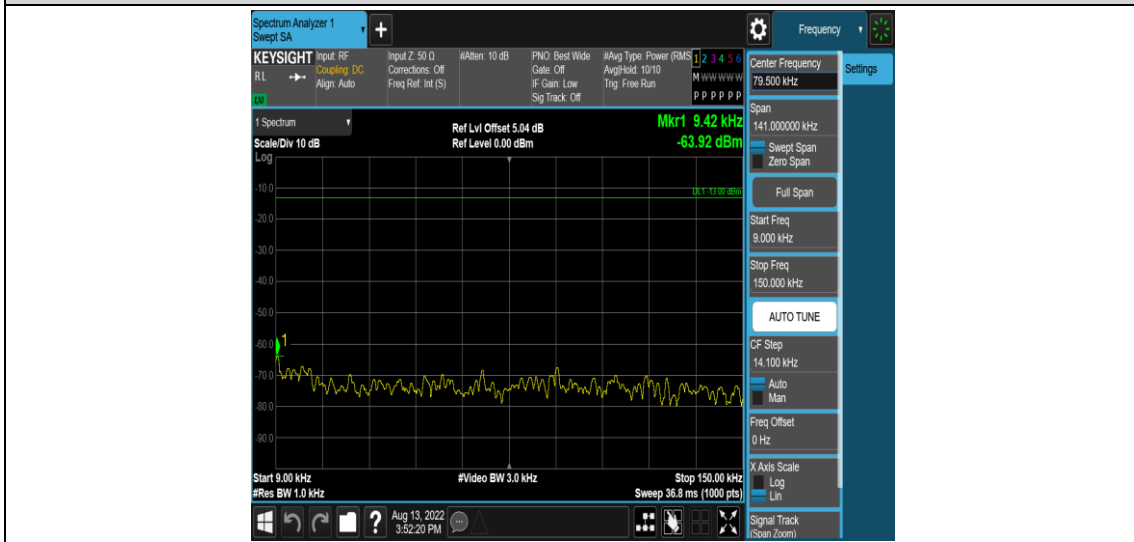 Spectrum Analyzer 1
Swept SA
+
Frequency
KEYSIGHT
RL
LXI
Input: RF
Coupling: DC
Align: Auto
Input Z: 50 Ω
Corrections: Off
Freq Ref: Int (S)
#Atten: 10 dB
PNO: Best Wide
Gate: Off
IF Gain: Low
Sig Track: Off
#Avg Type: Power (RMS
Avg|Hold: 10/10
Trig: Free Run
1 2 3 4 5 6
M W W W W W
P P P P P P
1 Spectrum
Scale/Div 10 dB
Log
Ref Lvl Offset 5.04 dB
Ref Level 0.00 dBm
Mkr1 9.42 kHz
-63.92 dBm
DL1 -13.00 dBm
-10.0
-20.0
-30.0
-40.0
-50.0
-60.0
-70.0
-80.0
-90.0
1
Start 9.00 kHz
#Res BW 1.0 kHz
#Video BW 3.0 kHz
Stop 150.00 kHz
Sweep 36.8 ms (1000 pts)
?
Aug 13, 2022
3:52:20 PM
Center Frequency
79.500 kHz
Settings
Span
141.000000 kHz
Swept Span
Zero Span
Full Span
Start Freq
9.000 kHz
Stop Freq
150.000 kHz
AUTO TUNE
CF Step
14.100 kHz
Auto
Man
Freq Offset
0 Hz
X Axis Scale
Log
Lin
Signal Track
(Span Zoom)